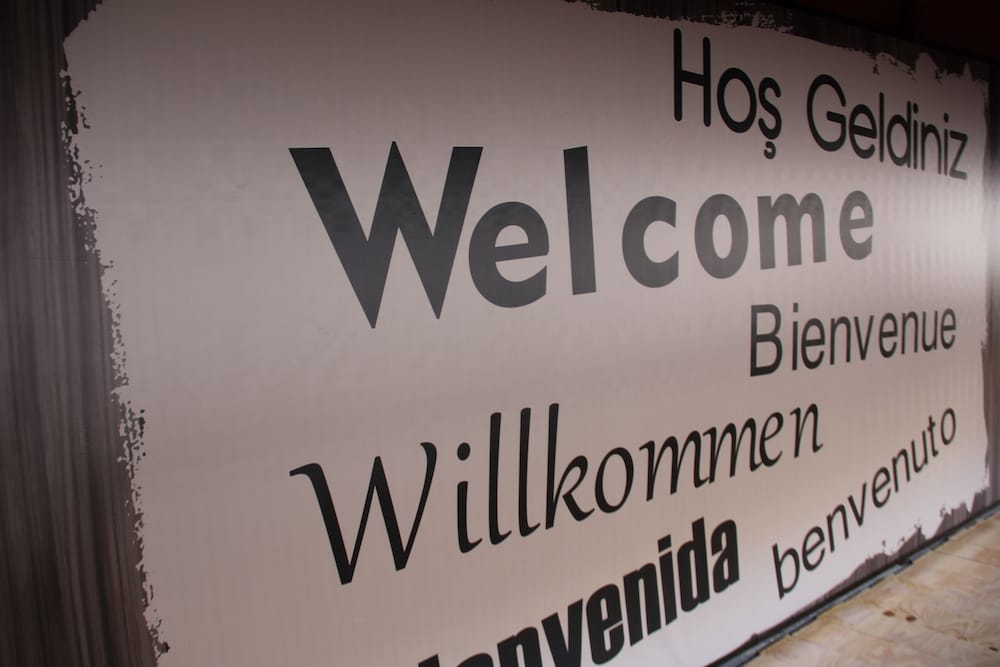 Hoş Geldiniz
Welcome
Bienvenue
Willkommen
benvenuto